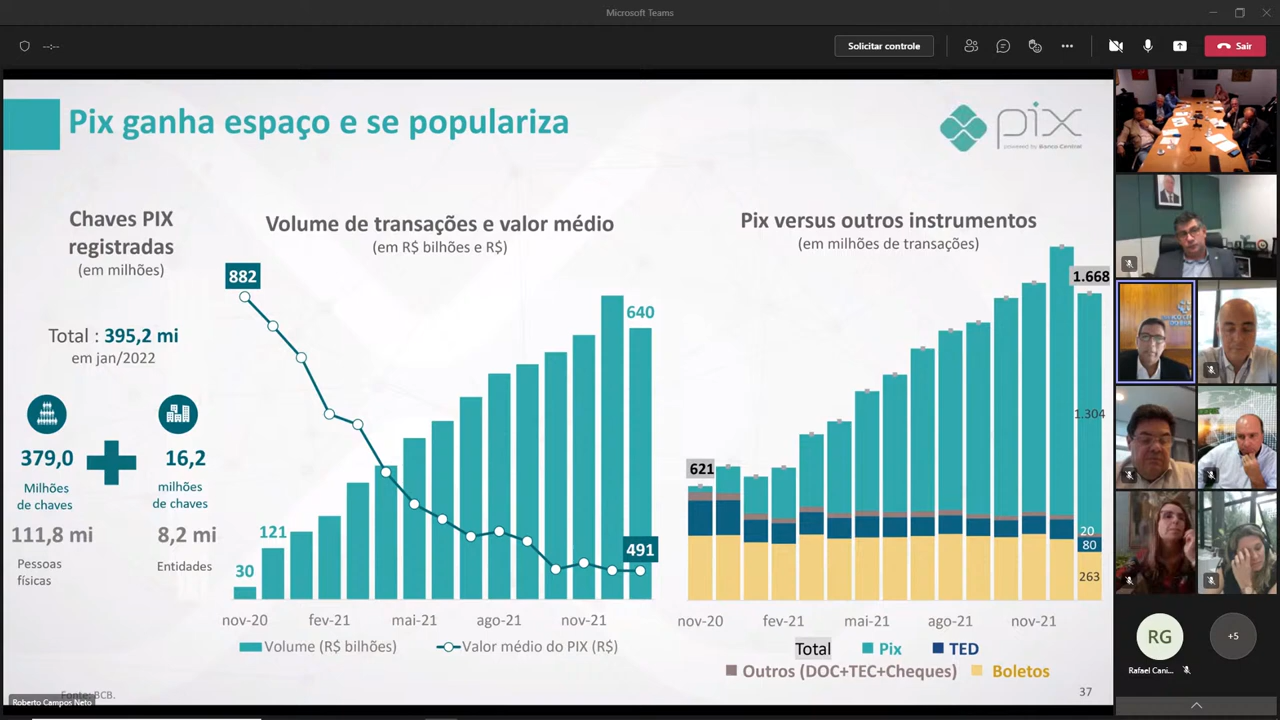 Microsoft Teams
--:--
Solicitar controle
Sair
Pix ganha espaço e se populariza
pix
powered by Banco Central
Chaves PIX
registradas
(em milhões)
Total : 395,2 mi
em jan/2022
379,0
Milhões
de chaves
111,8 mi
Pessoas
físicas
16,2
milhões
de chaves
8,2 mi
Entidades
Volume de transações e valor médio
(em R$ bilhões e R$)
882
640
491
121
30
nov-20
fev-21
mai-21
ago-21
nov-21
Volume (R$ bilhões)
Valor médio do PIX (R$)
Pix versus outros instrumentos
(em milhões de transações)
1.668
621
1.304
20
80
263
nov-20
fev-21
mai-21
ago-21
nov-21
Total
Pix
TED
Outros (DOC+TEC+Cheques)
Boletos
Fonte: BCB.
Roberto Campos Neto
37
RG
Rafael Cani...
+5